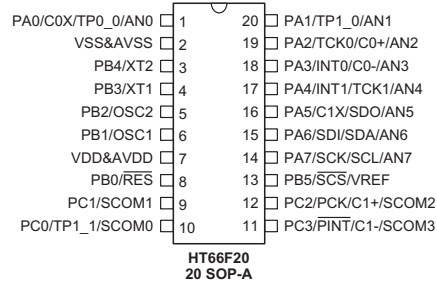 PA0/C0X/TP0_0/AN0 1 20 PA1/TP1_0/AN1
VSS&AVSS 2 19 PA2/TCK0/C0+/AN2
PB4/XT2 3 18 PA3/INT0/C0-/AN3
PB3/XT1 4 17 PA4/INT1/TCK1/AN4
PB2/OSC2 5 16 PA5/C1X/SDO/AN5
PB1/OSC1 6 15 PA6/SDI/SDA/AN6
VDD&AVDD 7 14 PA7/SCK/SCL/AN7
PB0/RES 8 13 PB5/SCS/VREF
PC1/SCOM1 9 12 PC2/PCK/C1+/SCOM2
PC0/TP1_1/SCOM0 10 11 PC3/PINT/C1-/SCOM3
HT66F20
20 SOP-A